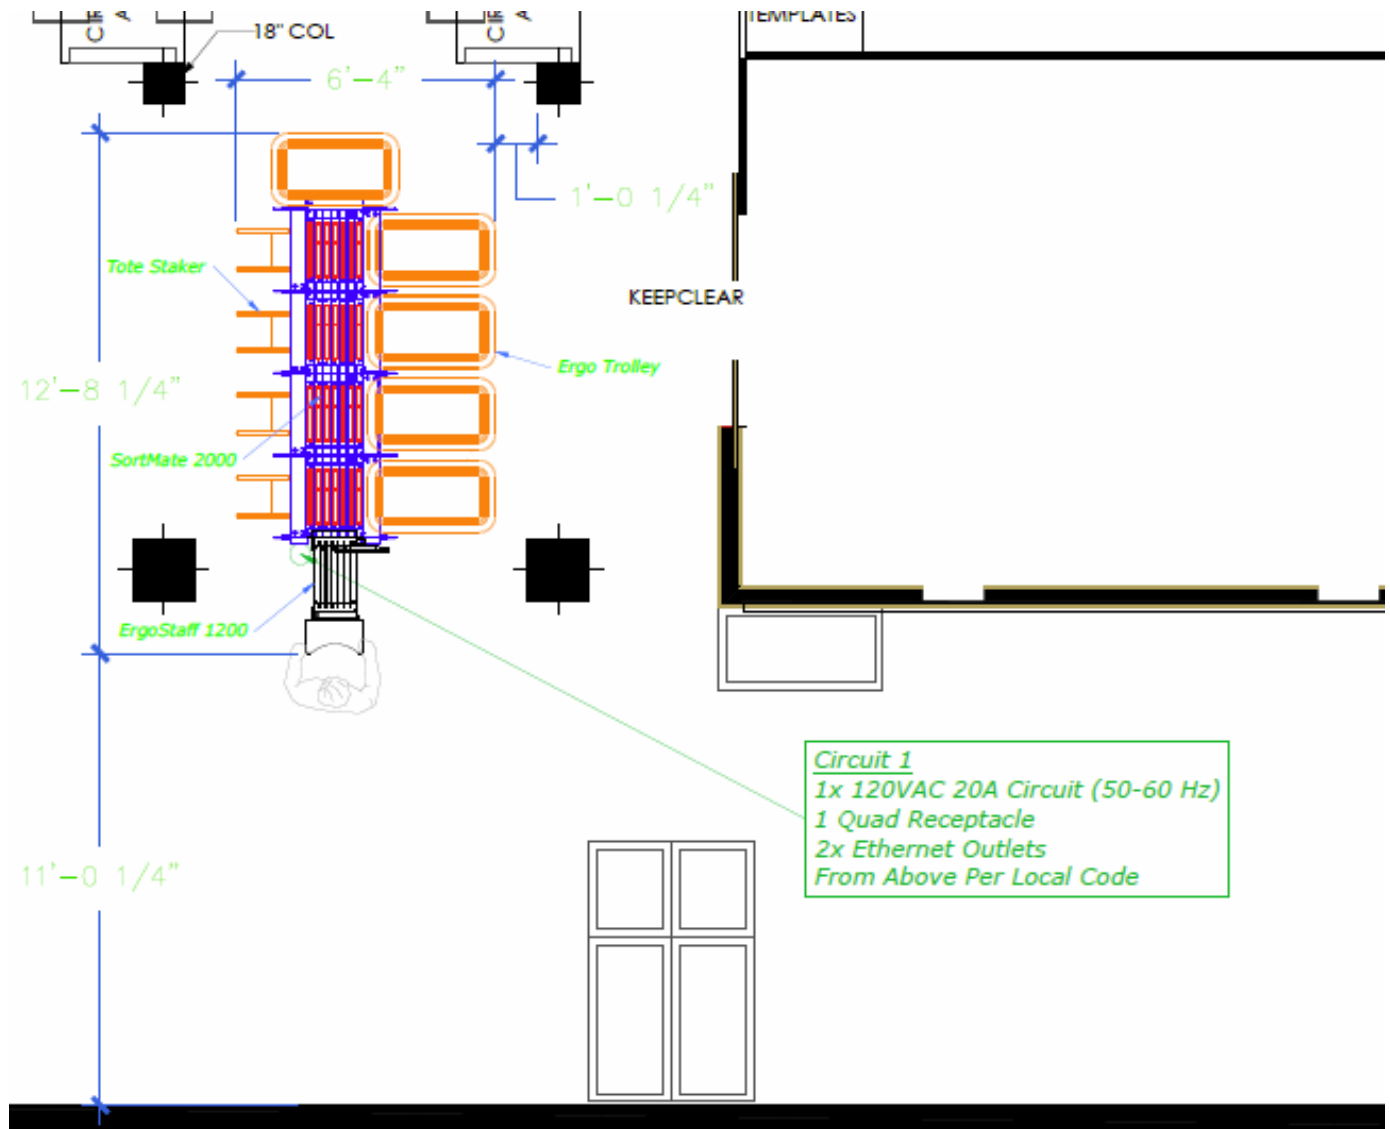 CIR
A
CIR
A
TEMPLATES
18" COL
6'-4"
1'-0 1/4"
Tote Staker
KEEPCLEAR
Ergo Trolley
12'-8 1/4"
SortMate 2000
ErgoStaff 1200
Circuit 1
1x 120VAC 20A Circuit (50-60 Hz)
1 Quad Receptacle
2x Ethernet Outlets
From Above Per Local Code
11'-0 1/4"